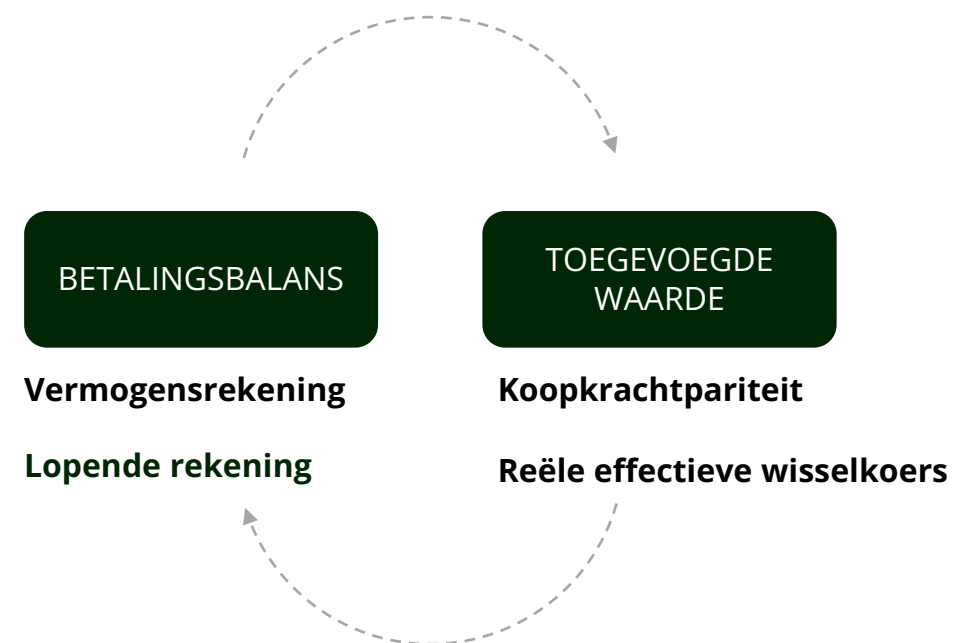 BETALINGSBALANS
TOEGEVOEGDE
WAARDE
Vermogensrekening
Koopkrachtpariteit
Lopende rekening
Reële effectieve wisselkoers